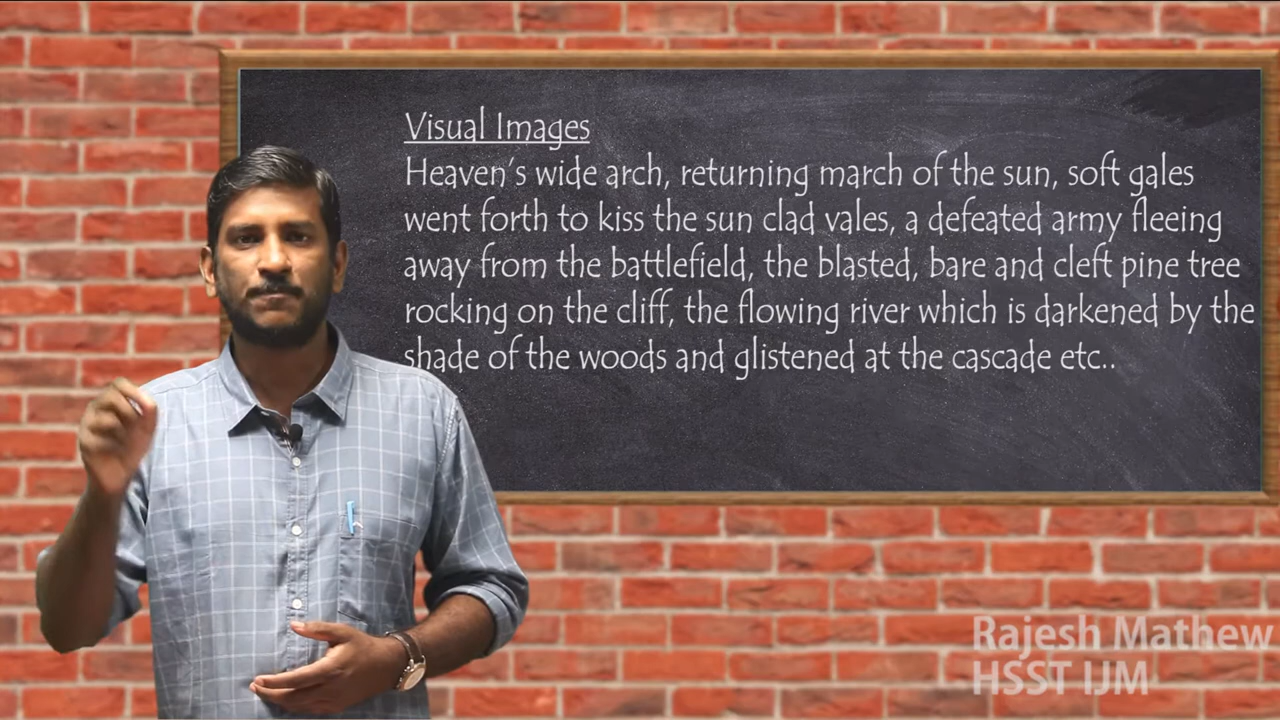 Visual Images
Heaven's wide arch, returning march of the sun, soft gales
went forth to kiss the sun clad vales, a defeated army fleeing
away from the battlefield, the blasted, bare and cleft pine tree
rocking on the cliff, the flowing river which is darkened by the
shade of the woods and glistened at the cascade etc..
Rajesh Mathew
HSST IJM